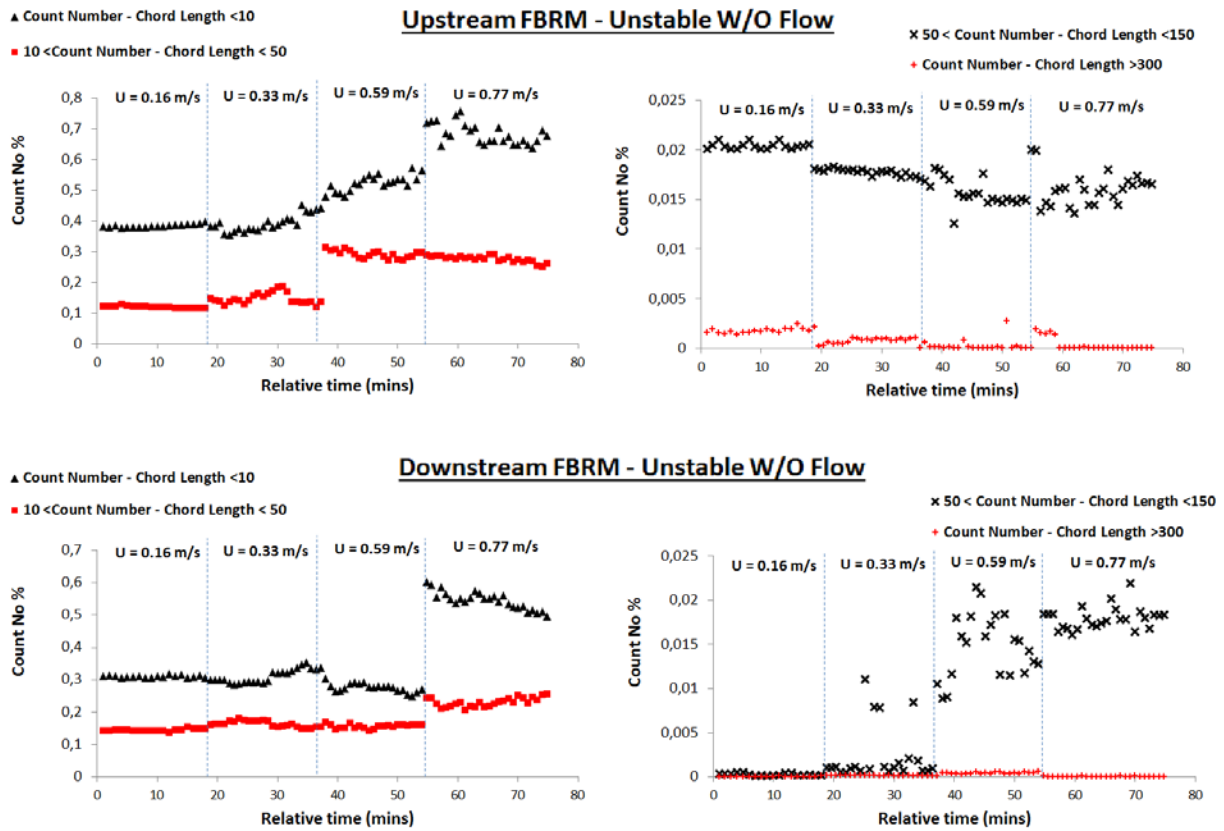 Upstream FBRM - Unstable W/O Flow
▲ Count Number - Chord Length <10
■ 10 <Count Number - Chord Length < 50
U = 0.16 m/s U = 0.33 m/s U = 0.59 m/s U = 0.77 m/s
0,8
0,7
0,6
0,5
0,4
0,3
0,2
0,1
0
Count No %
0 10 20 30 40 50 60 70 80
Relative time (mins)
× 50 < Count Number - Chord Length <150
+ Count Number - Chord Length >300
U = 0.16 m/s U = 0.33 m/s U = 0.59 m/s U = 0.77 m/s
0,025
0,02
0,015
0,01
0,005
0
Count No %
0 10 20 30 40 50 60 70 80
Relative time (mins)
Downstream FBRM - Unstable W/O Flow
▲ Count Number - Chord Length <10
■ 10 <Count Number - Chord Length < 50
U = 0.16 m/s U = 0.33 m/s U = 0.59 m/s U = 0.77 m/s
0,7
0,6
0,5
0,4
0,3
0,2
0,1
0
Count No %
0 10 20 30 40 50 60 70 80
Relative time (mins)
× 50 < Count Number - Chord Length <150
+ Count Number - Chord Length >300
U = 0.16 m/s U = 0.33 m/s U = 0.59 m/s U = 0.77 m/s
0,025
0,02
0,015
0,01
0,005
0
Count No %
0 10 20 30 40 50 60 70 80
Relative time (mins)